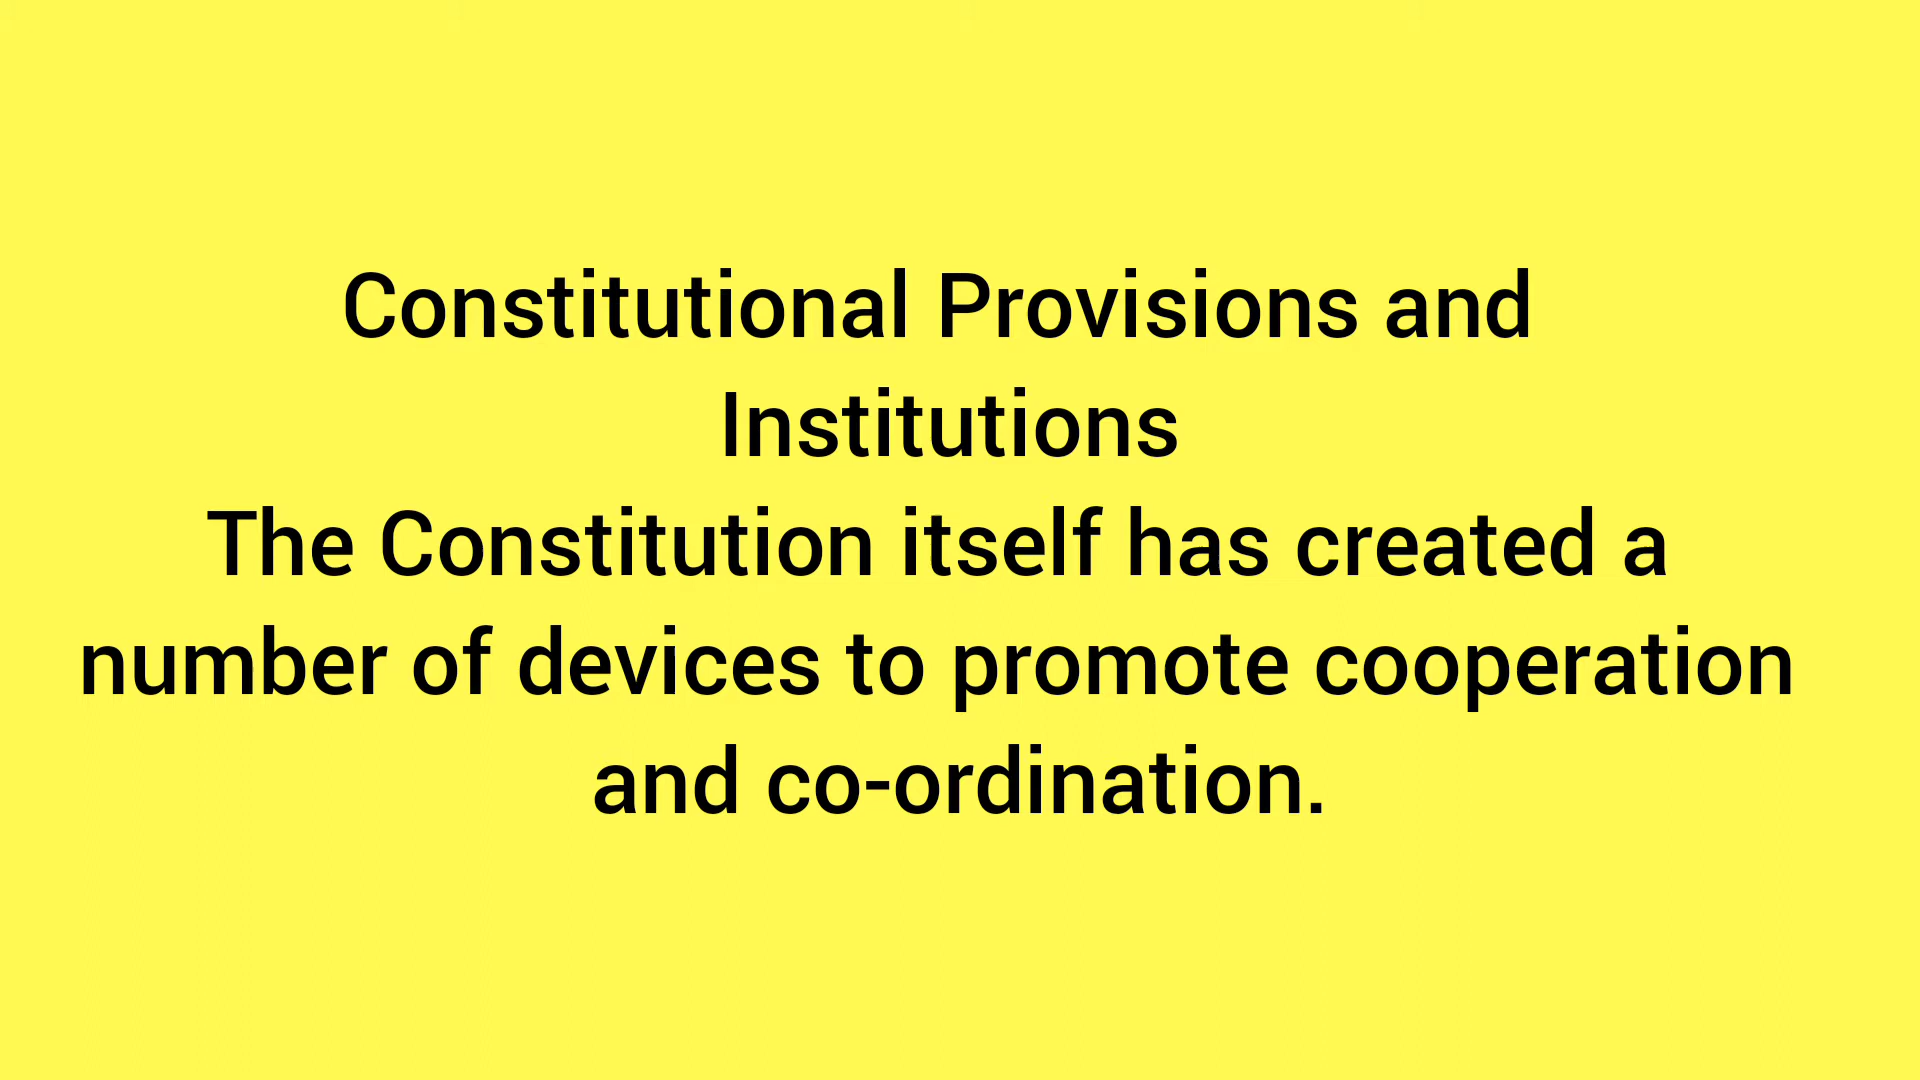 Constitutional Provisions and
Institutions
The Constitution itself has created a
number of devices to promote cooperation
and co-ordination.